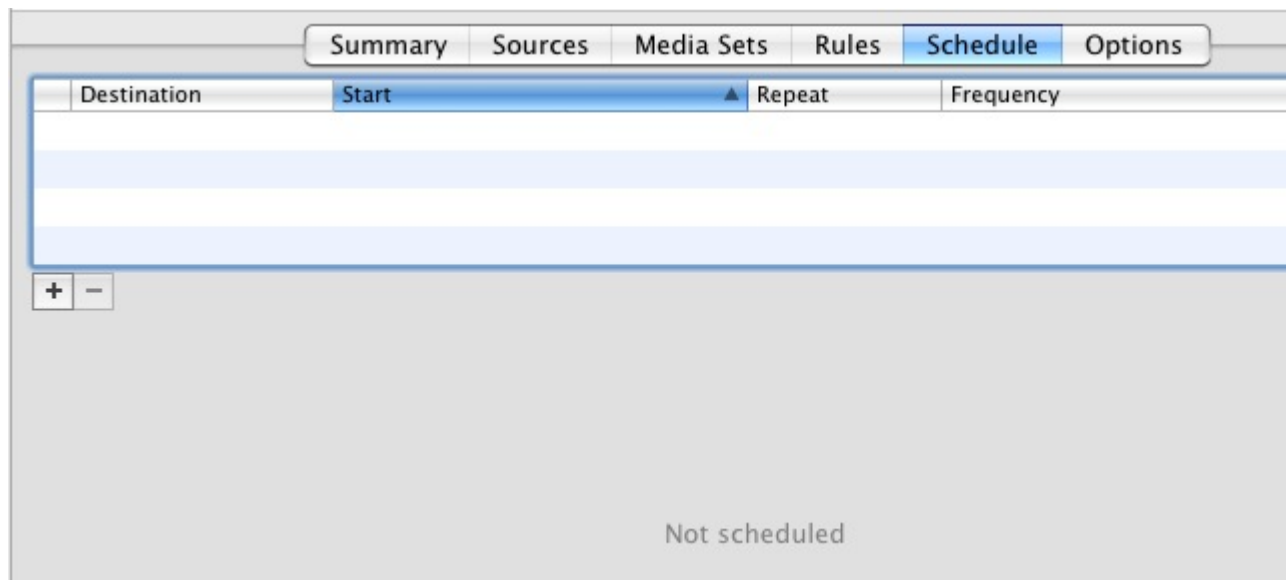 Summary Sources Media Sets Rules Schedule Options
Destination Start Repeat Frequency
Not scheduled